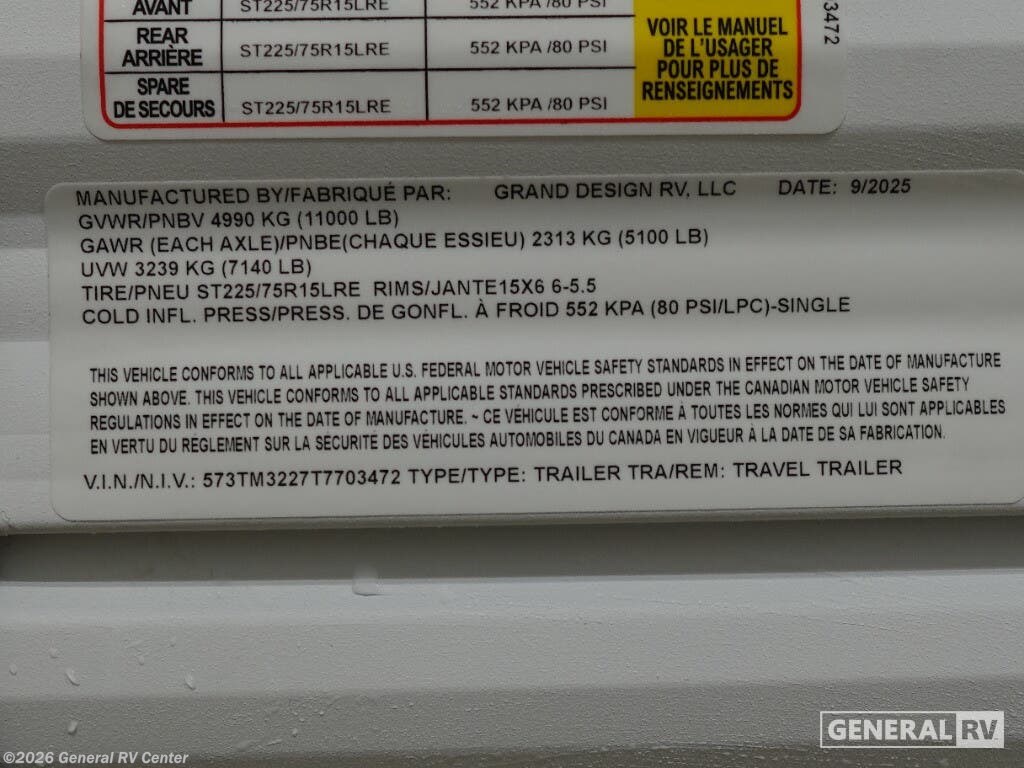 AVANT ST225/75R15LRE 552 KPA /80 PSI
REAR
ARRIÈRE ST225/75R15LRE 552 KPA /80 PSI
SPARE
DE SECOURS ST225/75R15LRE 552 KPA /80 PSI
VOIR LE MANUEL
DE L'USAGER
POUR PLUS DE
RENSEIGNEMENTS
3472
MANUFACTURED BY/FABRIQUÉ PAR: GRAND DESIGN RV, LLC DATE: 9/2025
GVWR/PNBV 4990 KG (11000 LB)
GAWR (EACH AXLE)/PNBE(CHAQUE ESSIEU) 2313 KG (5100 LB)
UVW 3239 KG (7140 LB)
TIRE/PNEU ST225/75R15LRE RIMS/JANTE15X6 6-5.5
COLD INFL. PRESS/PRESS. DE GONFL. À FROID 552 KPA (80 PSI/LPC)-SINGLE
THIS VEHICLE CONFORMS TO ALL APPLICABLE U.S. FEDERAL MOTOR VEHICLE SAFETY STANDARDS IN EFFECT ON THE DATE OF MANUFACTURE
SHOWN ABOVE. THIS VEHICLE CONFORMS TO ALL APPLICABLE STANDARDS PRESCRIBED UNDER THE CANADIAN MOTOR VEHICLE SAFETY
REGULATIONS IN EFFECT ON THE DATE OF MANUFACTURE. ~ CE VÉHICULE EST CONFORME À TOUTES LES NORMES QUI LUI SONT APPLICABLES
EN VERTU DU RÈGLEMENT SUR LA SÉCURITÉ DES VÉHICULES AUTOMOBILES DU CANADA EN VIGUEUR À LA DATE DE SA FABRICATION.
V.I.N./N.I.V.: 573TM3227T7703472 TYPE/TYPE: TRAILER TRA/REM: TRAVEL TRAILER
GENERAL RV
©2026 General RV Center